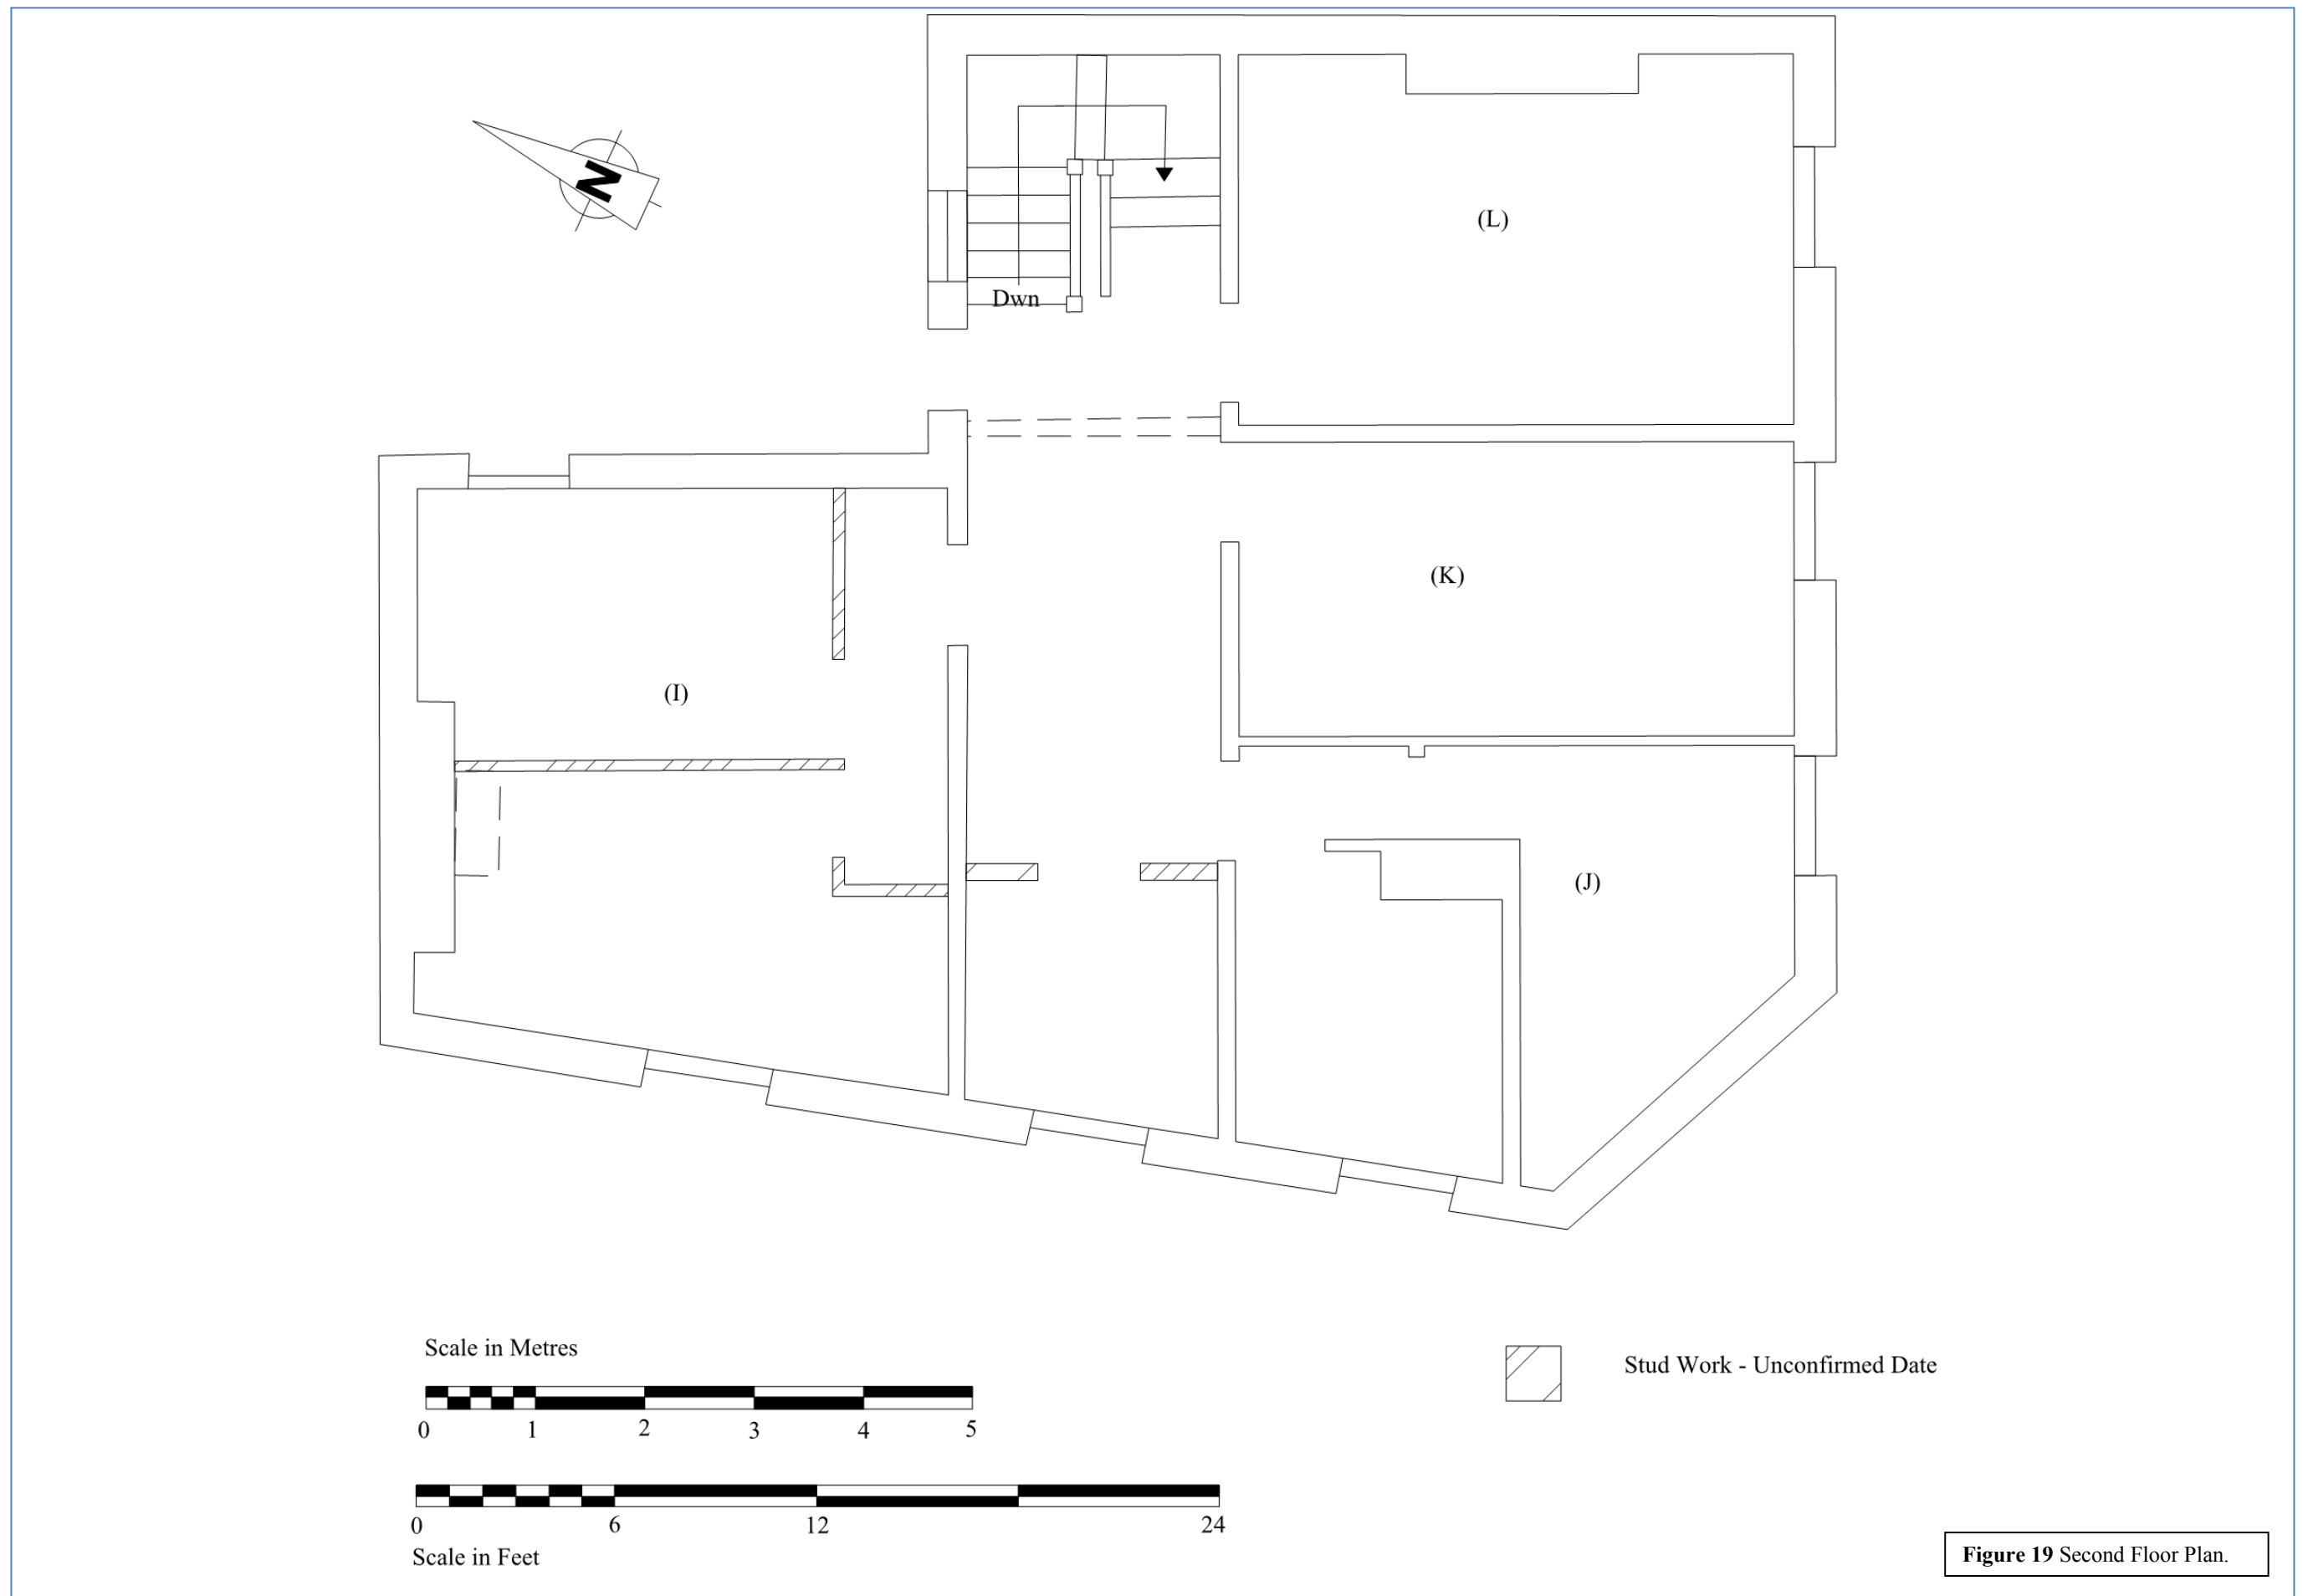 N
(L)
Dwn
(K)
(I)
(J)
Scale in Metres
0 1 2 3 4 5
Stud Work - Unconfirmed Date
0 6 12 24
Scale in Feet
Figure 19 Second Floor Plan.